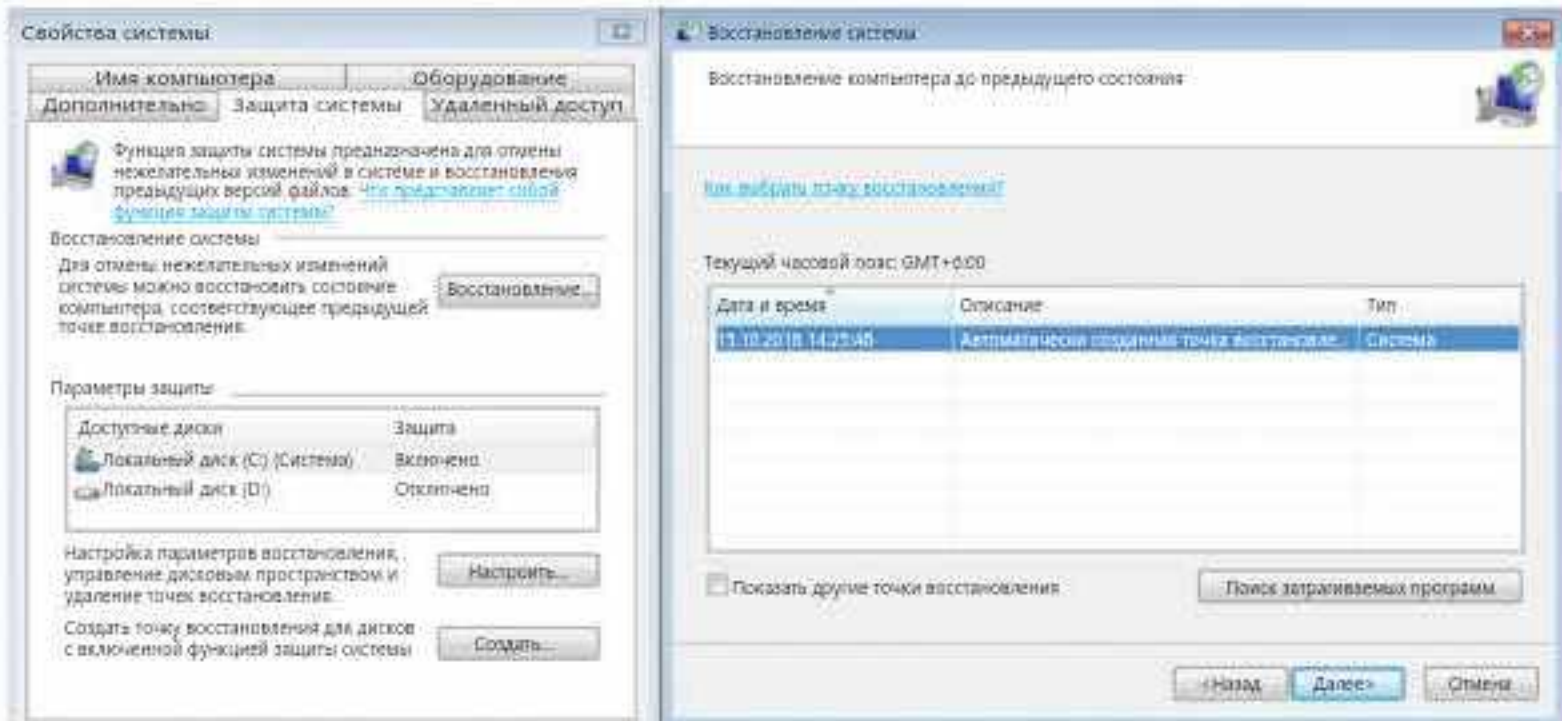 Свойства системы
Имя компьютера
Оборудование
Дополнительно
Защита системы
Удаленный доступ
Функция защиты системы предназначена для отмены
нежелательных изменений в системе и восстановления
предыдущих версий файлов. Что представляет собой
функция защиты системы?
Восстановление системы
Для отмены нежелательных изменений
системы можно восстановить состояние
компьютера, соответствующее предыдущей
точке восстановления.
Восстановление...
Параметры защиты
Доступные диски
Защита
Локальный диск (C:) (Система)
Включено
Локальный диск (D:)
Отключено
Настройка параметров восстановления,
управление дисковым пространством и
удаление точек восстановления.
Настроить...
Создать точку восстановления для дисков
с включенной функцией защиты системы
Создать...
Восстановление системы
Восстановление компьютера до предыдущего состояния
Как выбрать точку восстановления?
Текущий часовой пояс: GMT+6:00
Дата и время
Описание
Тип
14:25:48
Автоматически созданная точка восстановле...
Система
Показать другие точки восстановления
Поиск затрагиваемых программ
<Назад
Далее>
Отмена